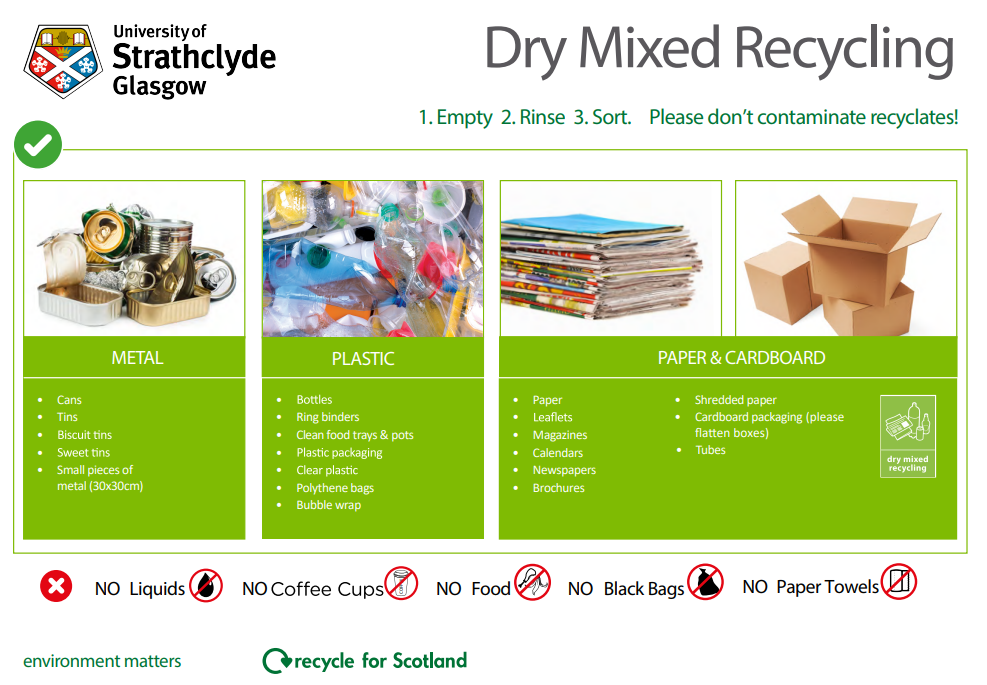 University of
Strathclyde
Glasgow
Dry Mixed Recycling
1. Empty 2. Rinse 3. Sort. Please don't contaminate recyclates!
METAL
• Cans
• Tins
• Biscuit tins
• Sweet tins
• Small pieces of
metal (30x30cm)
PLASTIC
• Bottles
• Ring binders
• Clean food trays & pots
• Plastic packaging
• Clear plastic
• Polythene bags
• Bubble wrap
PAPER & CARDBOARD
• Paper
• Leaflets
• Magazines
• Calendars
• Newspapers
• Brochures
• Shredded paper
• Cardboard packaging (please
flatten boxes)
• Tubes
dry mixed
recycling
NO Liquids
NO Coffee Cups
NO Food
NO Black Bags
NO Paper Towels
environment matters
recycle for Scotland